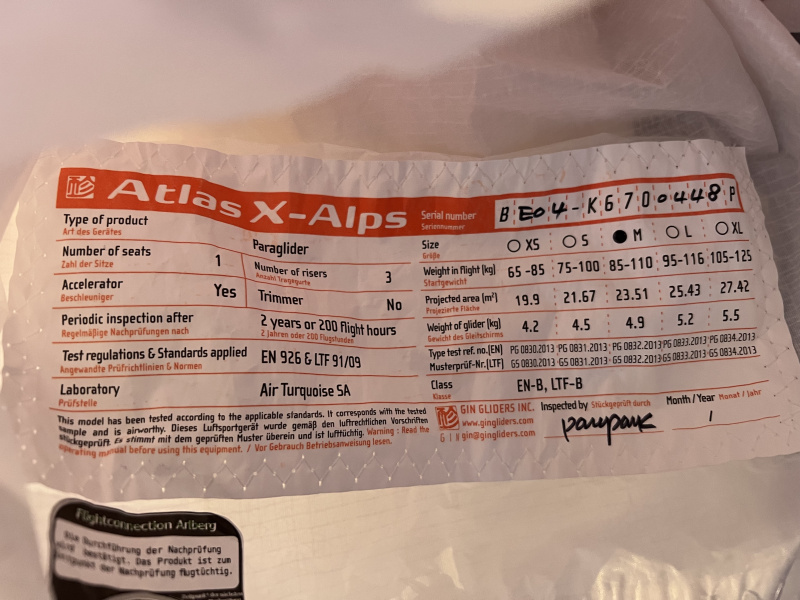 Atlas X-Alps
Serial number BE04-K6700448P
Seriennummer
Type of product Paraglider
Art des Gerätes
Number of seats 1 Number of risers 3
Zahl der Sitze Anzahl Tragegurte
Accelerator Yes Trimmer No
Beschleuniger
Periodic inspection after 2 years or 200 flight hours
Regelmäßige Nachprüfungen nach 2 Jahren oder 200 Flugstunden
Test regulations & Standards applied EN 926 & LTF 91/09
Angewandte Prüfrichtlinien & Normen
Laboratory Air Turquoise SA
Prüfstelle
This model has been tested according to the applicable standards. It corresponds with the tested
sample and is airworthy. Dieses Luftsportgerät wurde gemäß den luftrechtlichen Vorschriften
stückgeprüft. Es stimmt mit dem geprüften Muster überein und ist lufttüchtig. Warning : Read the
operating manual before using this equipment. / Vor Gebrauch Betriebsanweisung lesen.
Size XS S M L XL
Größe
Weight in flight (kg) 65-85 75-100 85-110 95-116 105-125
Startgewicht
Projected area (m²) 19.9 21.67 23.51 25.43 27.42
Projezierte Fläche
Weight of glider (kg) 4.2 4.5 4.9 5.2 5.5
Gewicht des Gleitschirms
Type test ref. no.(EN) PG 0830.2013 PG 0831.2013 PG 0832.2013 PG 0833.2013 PG 0834.2013
Musterprüf-Nr.(LTF) GS 0830.2013 GS 0831.2013 GS 0832.2013 GS 0833.2013 GS 0834.2013
Class EN-B, LTF-B
Klasse
GIN GLIDERS INC.
www.gingliders.com
GIN gin@gingliders.com
Inspected by Stückgeprüft durch
Month / Year Monat / Jahr
/
Flightconnection Arlberg
Die Durchführung der Nachprüfung
wird bestätigt. Das Produkt ist zum
Zeitpunkt der Nachprüfung flugtüchtig.